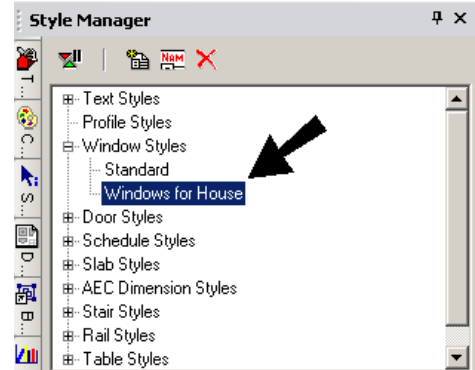 Style Manager
NAM
Text Styles
Profile Styles
Window Styles
Standard
Windows for House
Door Styles
Schedule Styles
Slab Styles
AEC Dimension Styles
Stair Styles
Rail Styles
Table Styles
T...
C...
S...
D...
B...